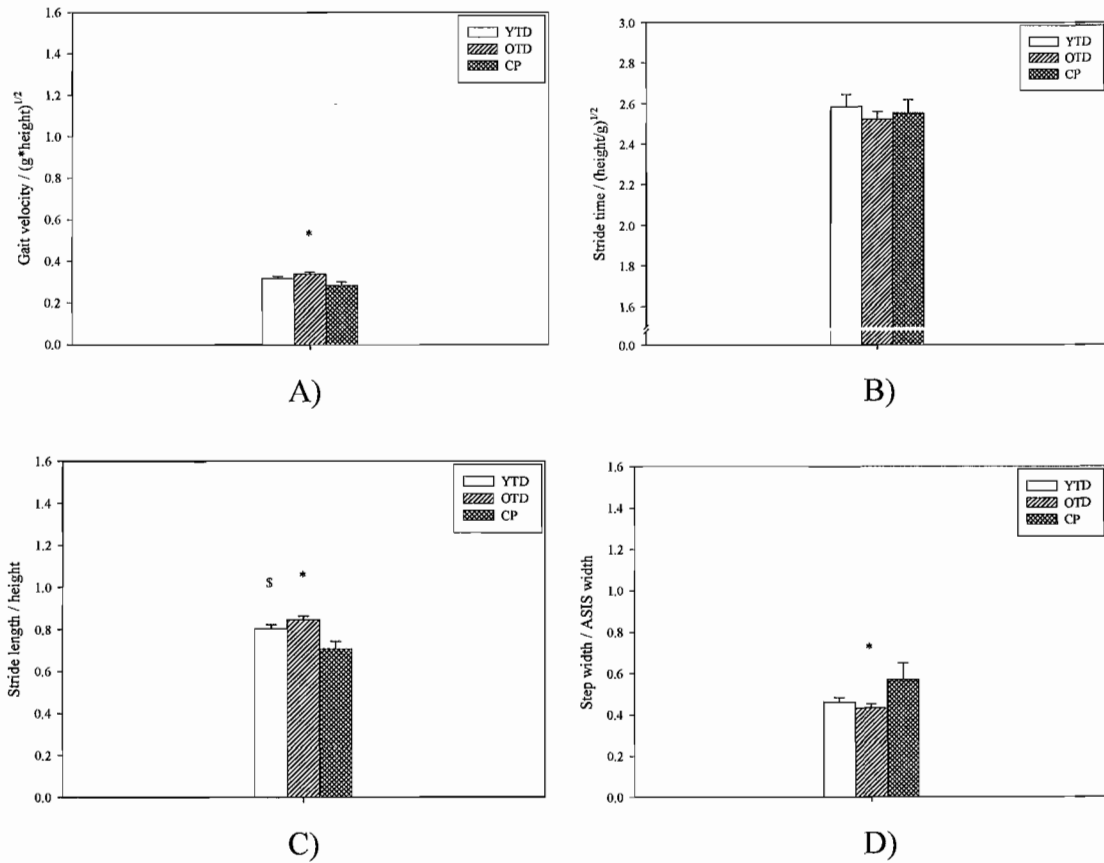 1.6
1.4
1.2
1.0
0.8
0.6
0.4
0.2
0.0
Gait velocity / (g*height)^1/2
YTD
OTD
CP
*
A)
3.0
2.8
2.6
2.4
2.2
2.0
1.8
1.6
0.0
Stride time / (height/g)^1/2
YTD
OTD
CP
B)
1.6
1.4
1.2
1.0
0.8
0.6
0.4
0.2
0.0
Stride length / height
YTD
OTD
CP
$ *
C)
1.6
1.4
1.2
1.0
0.8
0.6
0.4
0.2
0.0
Step width / ASIS width
YTD
OTD
CP
*
D)